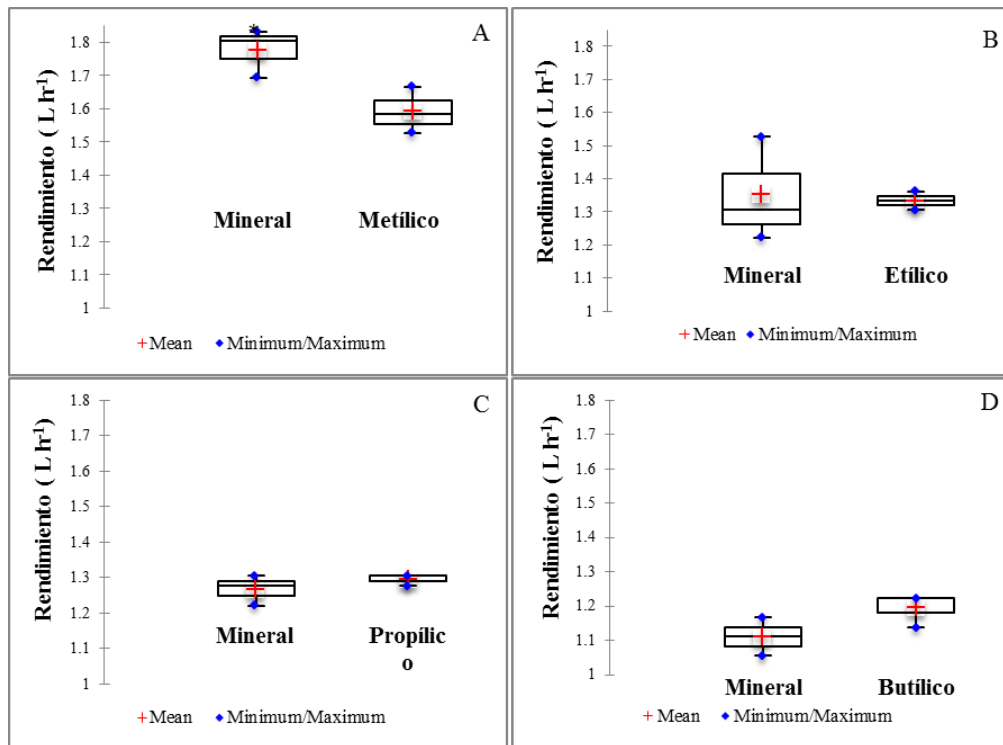 A
Rendimiento ( L h⁻¹)
1.8
1.7
1.6
1.5
1.4
1.3
1.2
1.1
1
*
Mineral
Metílico
+Mean
Minimum/Maximum
B
Rendimiento ( L h⁻¹)
1.8
1.7
1.6
1.5
1.4
1.3
1.2
1.1
1
Mineral
Etílico
+Mean
Minimum/Maximum
C
Rendimiento ( L h⁻¹)
1.8
1.7
1.6
1.5
1.4
1.3
1.2
1.1
1
Mineral
Propílic
o
+Mean
Minimum/Maximum
D
Rendimiento ( L h⁻¹)
1.8
1.7
1.6
1.5
1.4
1.3
1.2
1.1
1
Mineral
Butílico
+Mean
Minimum/Maximum